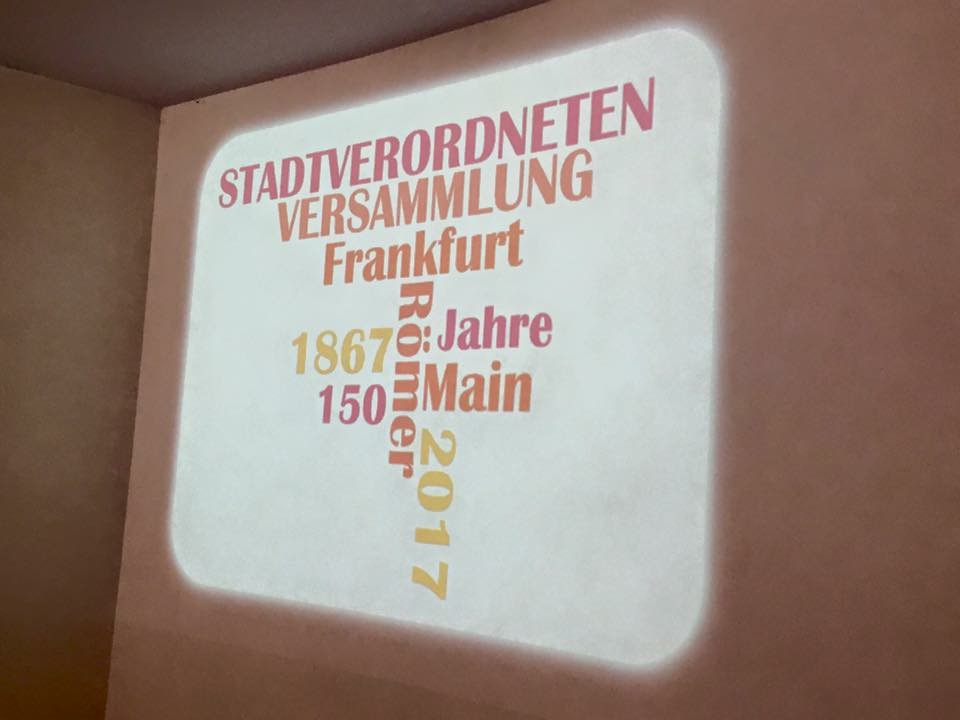 STADTVERORDNETEN
VERSAMMLUNG
Frankfurt
Römer
1867
Jahre
150
Main
2017